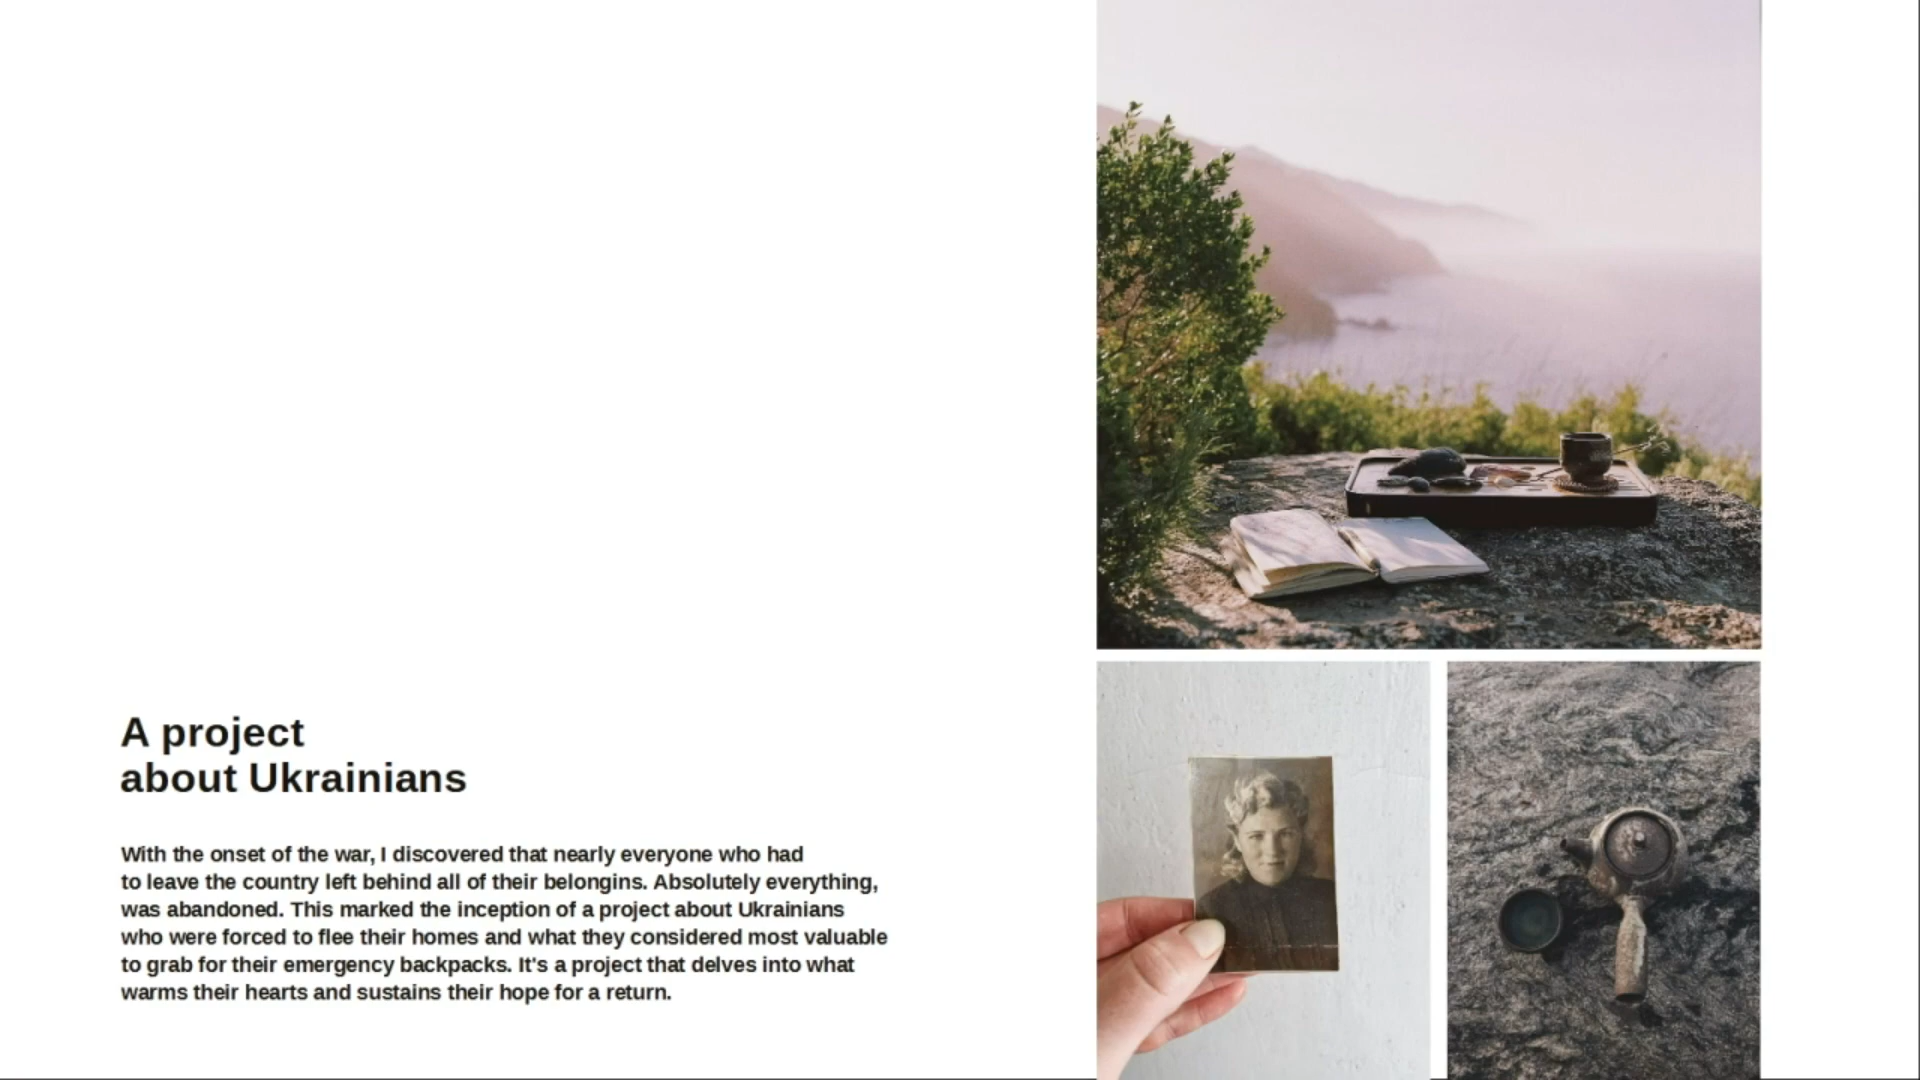 A project
about Ukrainians
With the onset of the war, I discovered that nearly everyone who had
to leave the country left behind all of their belongins. Absolutely everything,
was abandoned. This marked the inception of a project about Ukrainians
who were forced to flee their homes and what they considered most valuable
to grab for their emergency backpacks. It's a project that delves into what
warms their hearts and sustains their hope for a return.